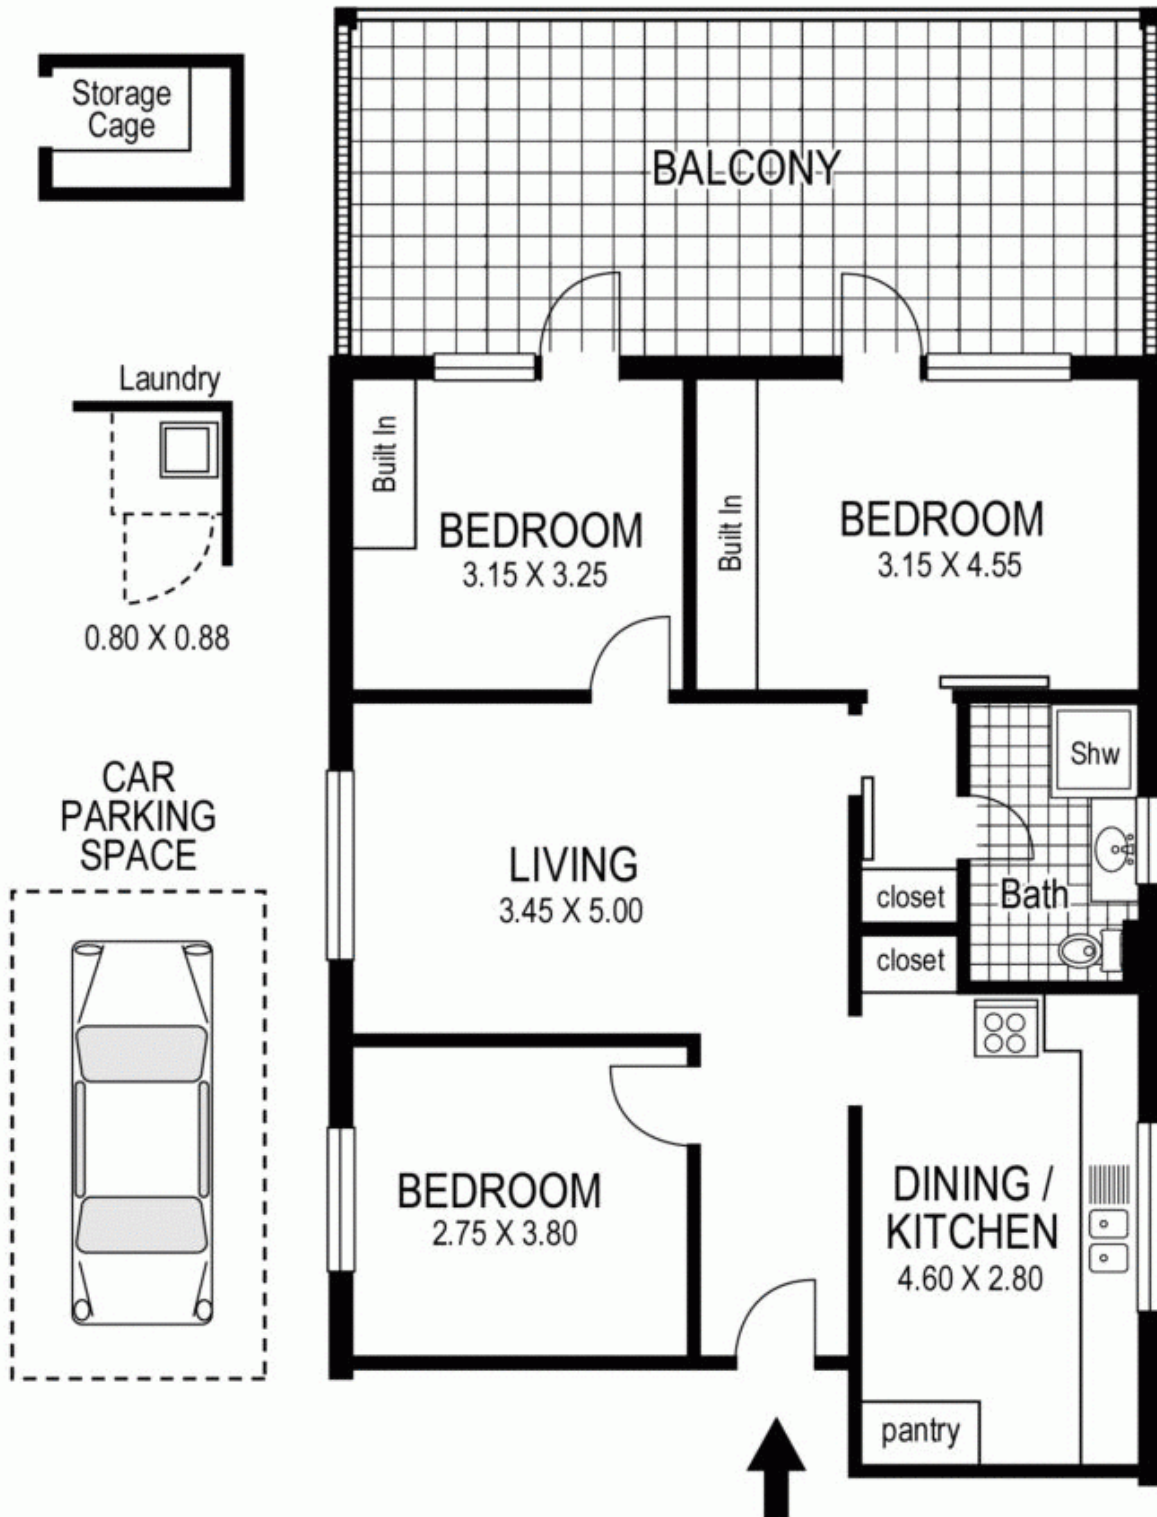 Storage
Cage
BALCONY
Laundry
0.80 X 0.88
Built In
BEDROOM
3.15 X 3.25
Built In
BEDROOM
3.15 X 4.55
CAR
PARKING
SPACE
LIVING
3.45 X 5.00
Shw
Bath
closet
closet
BEDROOM
2.75 X 3.80
DINING /
KITCHEN
4.60 X 2.80
pantry